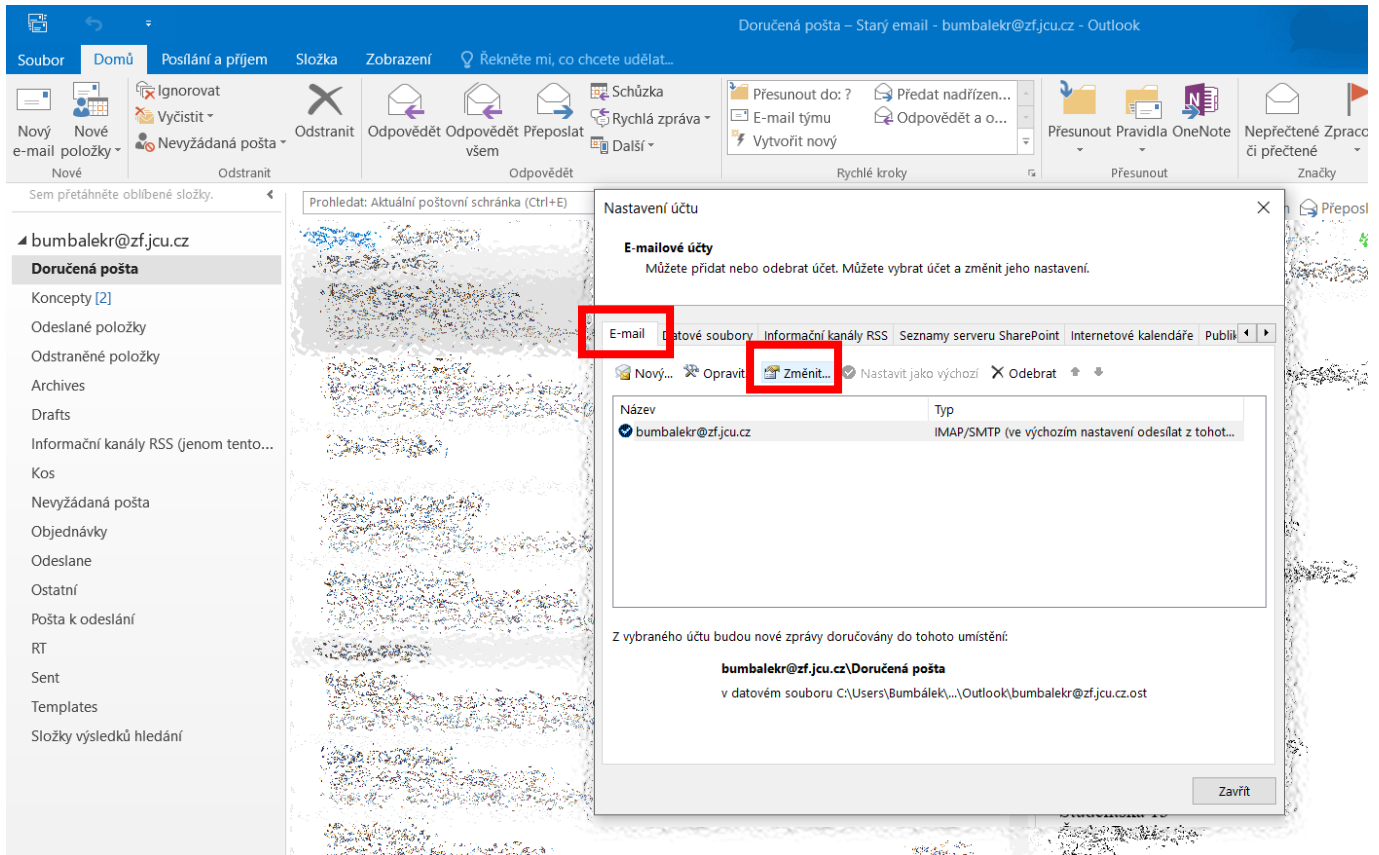 Doručená pošta – Starý email - bumbalekr@zf.jcu.cz - Outlook
Soubor Domů Posílání a příjem Složka Zobrazení Řekněte mi, co chcete udělat...
Nový e-mail
Nové položky
Ignorovat
Vyčistit
Nevyžádaná pošta
Odstranit
Odpovědět
Odpovědět všem
Přeposlat
Schůzka
Rychlá zpráva
Další
Přesunout do: ?
E-mail týmu
Vytvořit nový
Předat nadřízen...
Odpovědět a o...
Přesunout
Pravidla
OneNote
Nepřečtené či přečtené
Zpraco
Nové Odstranit Odpovědět Rychlé kroky Přesunout Značky
Sem přetáhněte oblíbené složky.
Prohledat: Aktuální poštovní schránka (Ctrl+E)
Přeposl
bumbalekr@zf.jcu.cz
Doručená pošta
Koncepty [2]
Odeslané položky
Odstraněné položky
Archives
Drafts
Informační kanály RSS (jenom tento...
Kos
Nevyžádaná pošta
Objednávky
Odeslane
Ostatní
Pošta k odeslání
RT
Sent
Templates
Složky výsledků hledání
Nastavení účtu
E-mailové účty
Můžete přidat nebo odebrat účet. Můžete vybrat účet a změnit jeho nastavení.
E-mail Datové soubory Informační kanály RSS Seznamy serveru SharePoint Internetové kalendáře Publik
Nový... Opravit Změnit... Nastavit jako výchozí Odebrat
Název Typ
bumbalekr@zf.jcu.cz IMAP/SMTP (ve výchozím nastavení odesílat z tohot...
Z vybraného účtu budou nové zprávy doručovány do tohoto umístění:
bumbalekr@zf.jcu.cz\Doručená pošta
v datovém souboru C:\Users\Bumbálek\...\Outlook\bumbalekr@zf.jcu.cz.ost
Zavřít